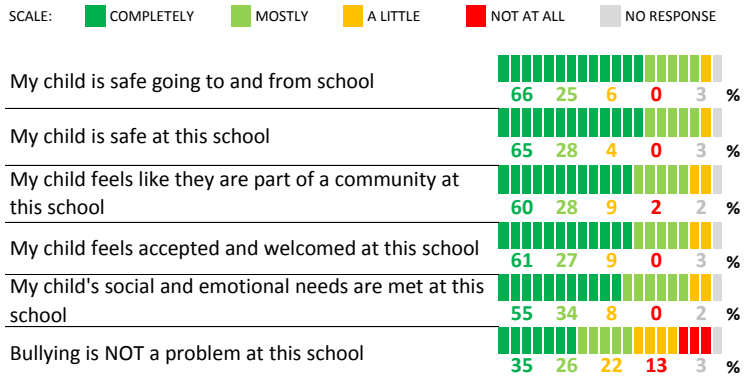 SCALE: COMPLETELY MOSTLY A LITTLE NOT AT ALL NO RESPONSE
My child is safe going to and from school
66 25 6 0 3 %
My child is safe at this school
65 28 4 0 3 %
My child feels like they are part of a community at
this school
60 28 9 2 2 %
My child feels accepted and welcomed at this school
61 27 9 0 3 %
My child's social and emotional needs are met at this
school
55 34 8 0 2 %
Bullying is NOT a problem at this school
35 26 22 13 3 %